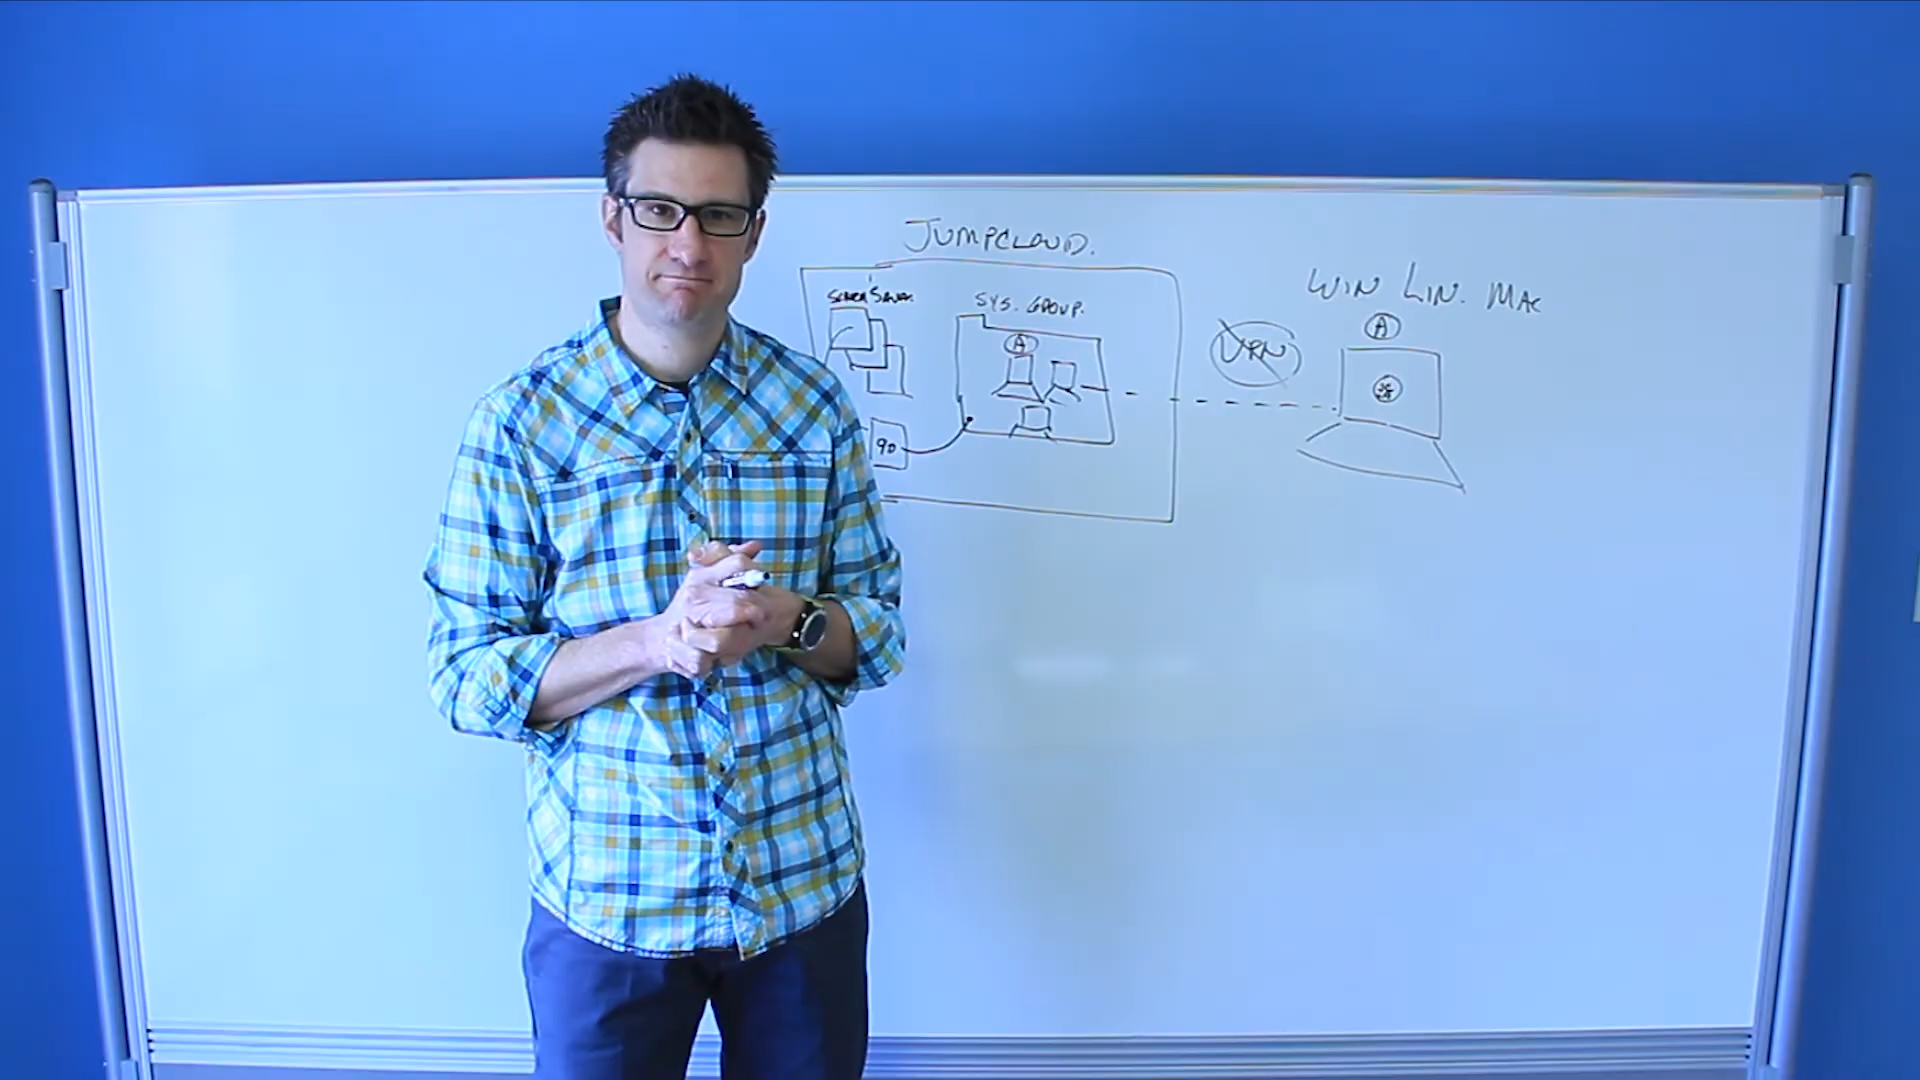 JUMPCLOUD.
SYS. GROUP.
A
90
VPN
WIN LIN. MAC
A